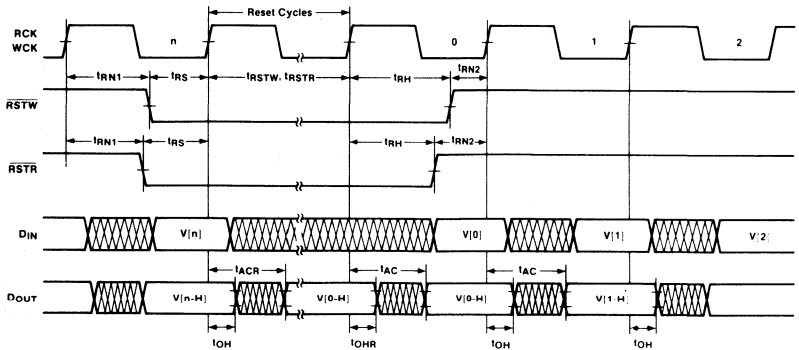 Reset Cycles
RCK
WCK
n 0 1 2
tRN1 tRS tRSTW, tRSTR tRH tRN2
RSTW
tRN1 tRS tRH tRN2
RSTR
DIN V[n] V[0] V[1] V[2]
tACR tAC tAC
DOUT V[n-H] V[0-H] V[0-H] V[1-H]
tOH tOHR tOH tOH